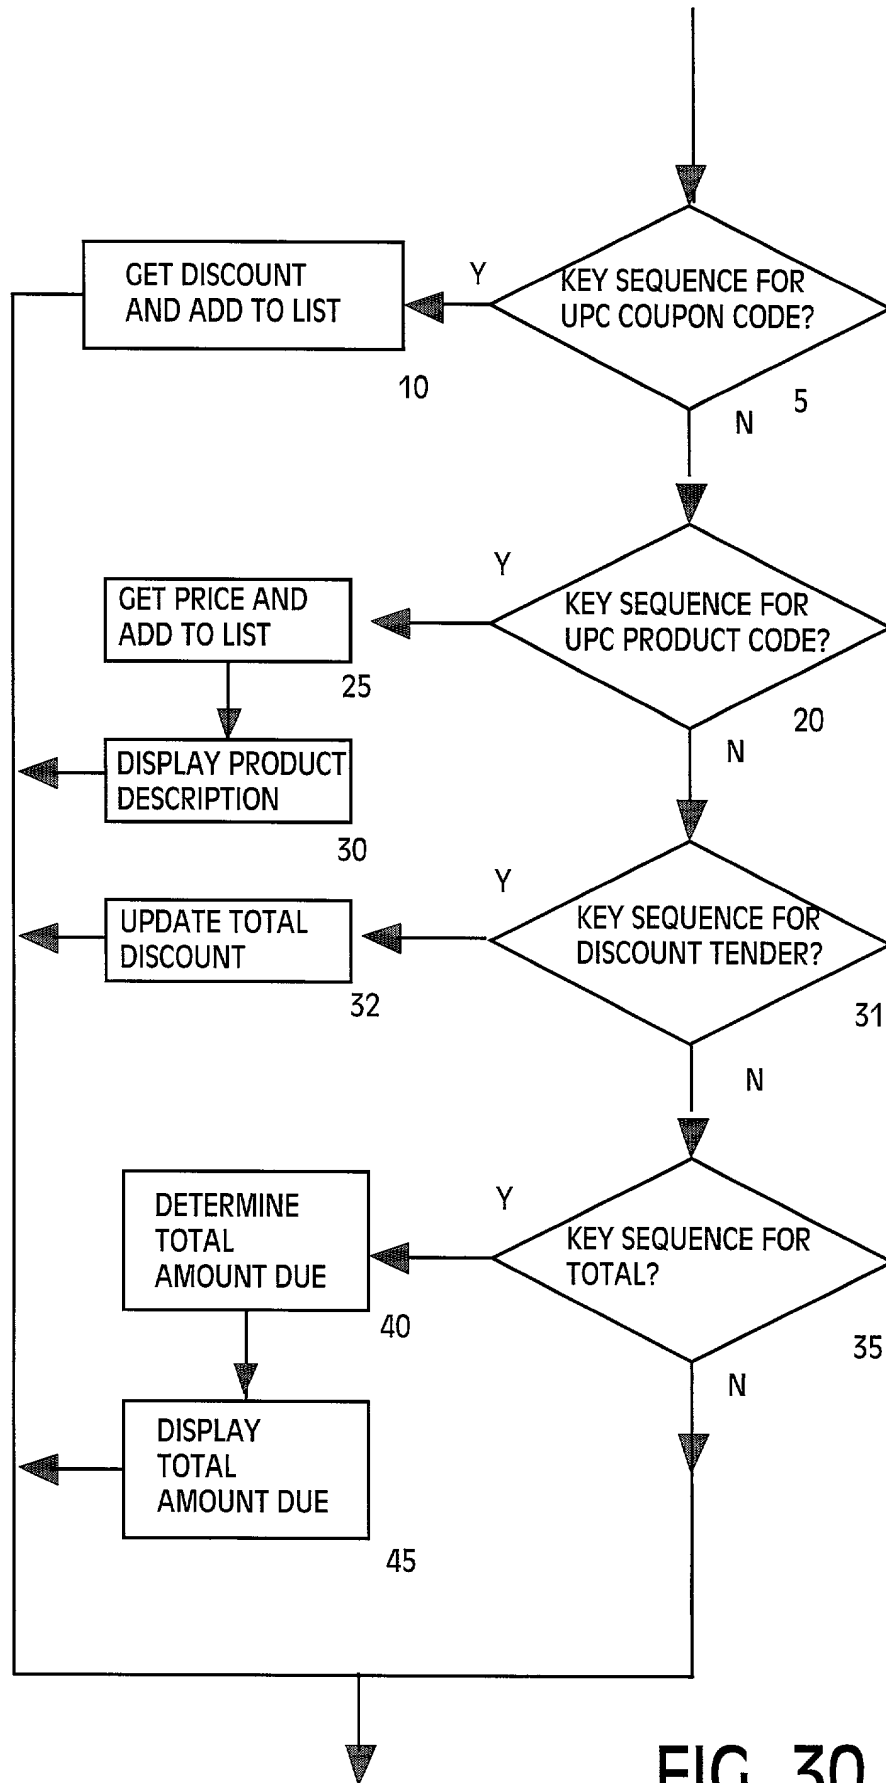 GET DISCOUNT
AND ADD TO LIST
10
Y
KEY SEQUENCE FOR
UPC COUPON CODE?
5
N
GET PRICE AND
ADD TO LIST
25
Y
KEY SEQUENCE FOR
UPC PRODUCT CODE?
20
N
DISPLAY PRODUCT
DESCRIPTION
30
UPDATE TOTAL
DISCOUNT
32
Y
KEY SEQUENCE FOR
DISCOUNT TENDER?
31
N
DETERMINE
TOTAL
AMOUNT DUE
40
Y
KEY SEQUENCE FOR
TOTAL?
35
N
DISPLAY
TOTAL
AMOUNT DUE
45
FIG. 30